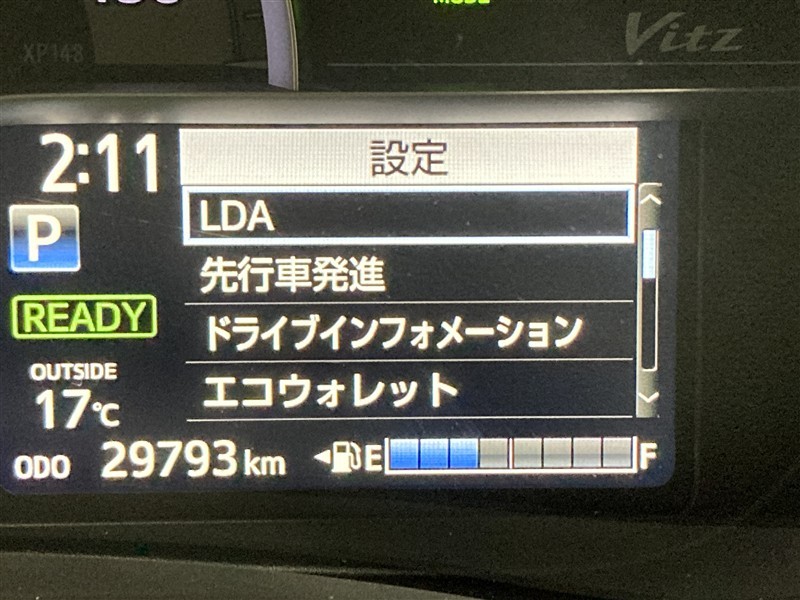 XP148
Vitz
2:11
設定
P
LDA
先行車発進
READY
ドライブインフォメーション
OUTSIDE
17℃
エコウォレット
ODO 29793 km
E F